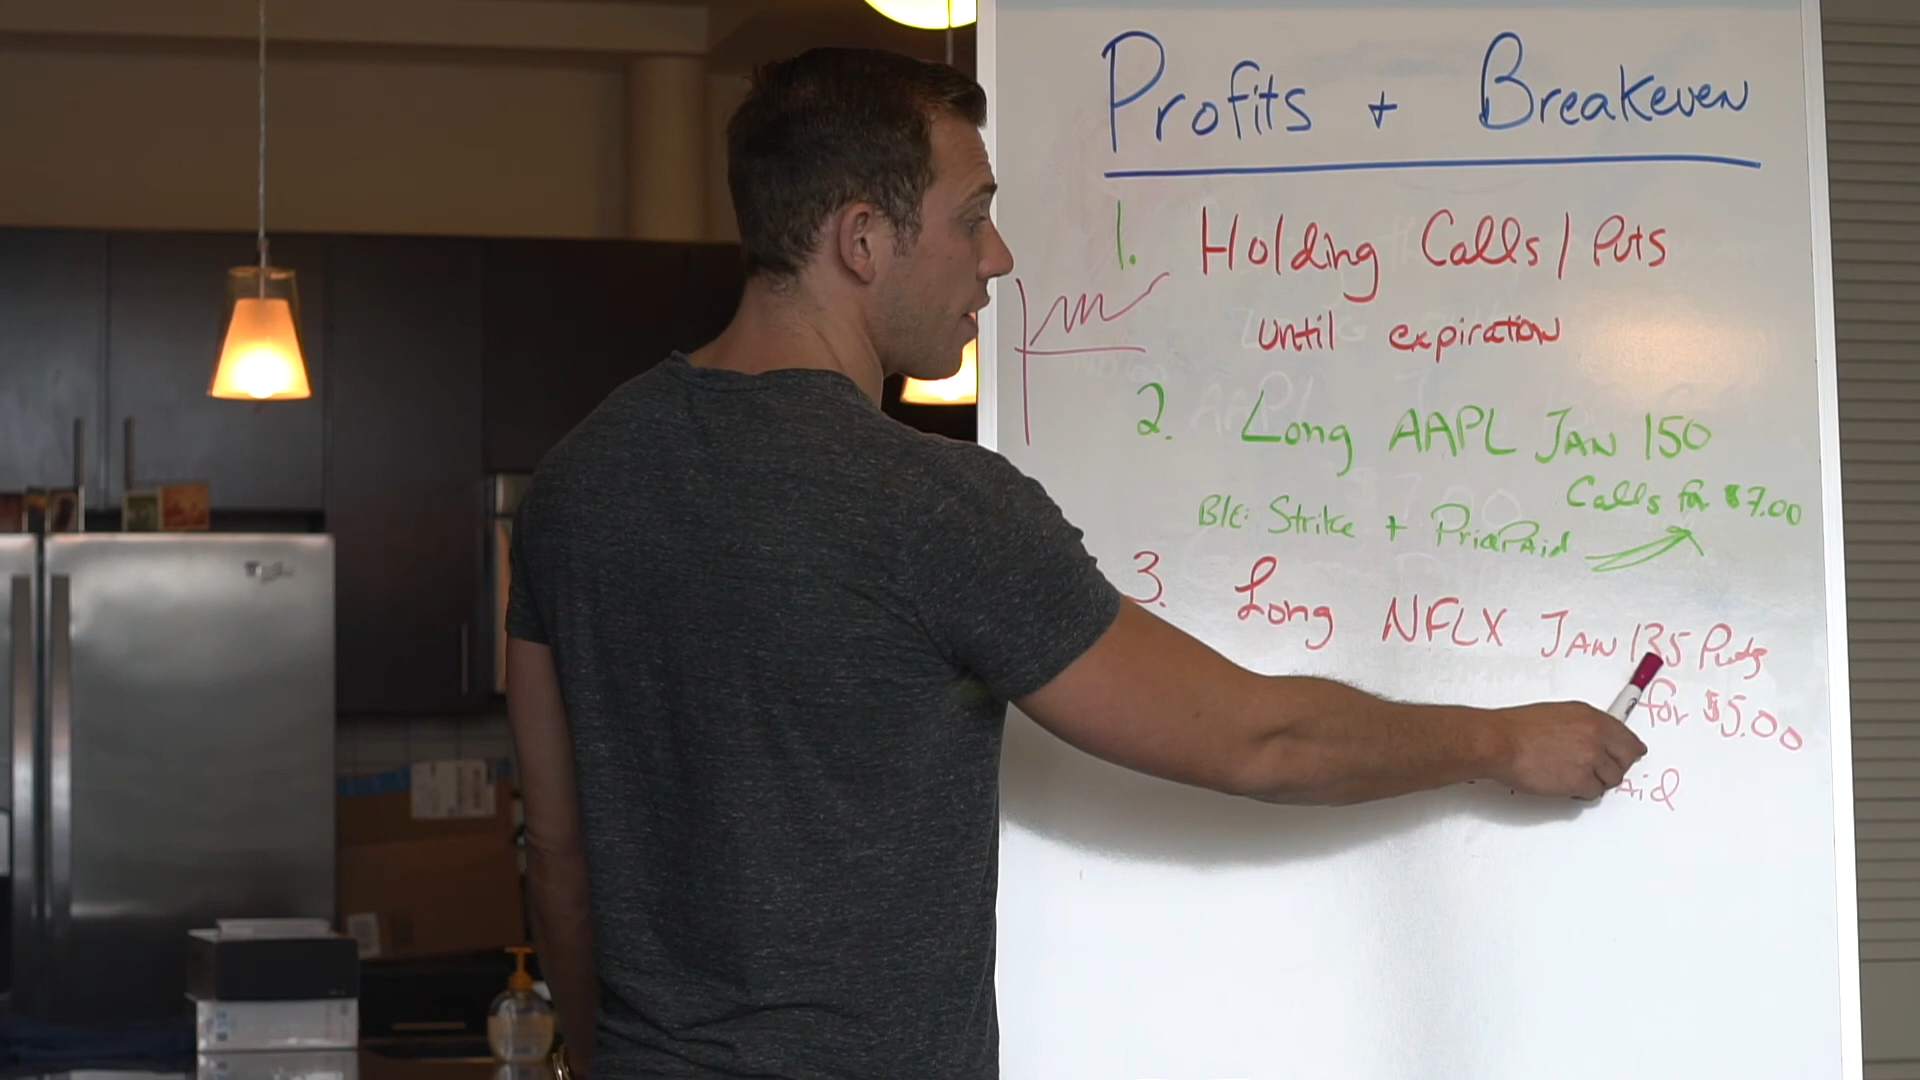 Profits + Breakeven
1. Holding Calls / Puts
until expiration
2. Long AAPL JAN 150
Calls for $7.00
B/E: Strike + Price Paid
3. Long NFLX JAN 135 Puts
for $5.00
aid